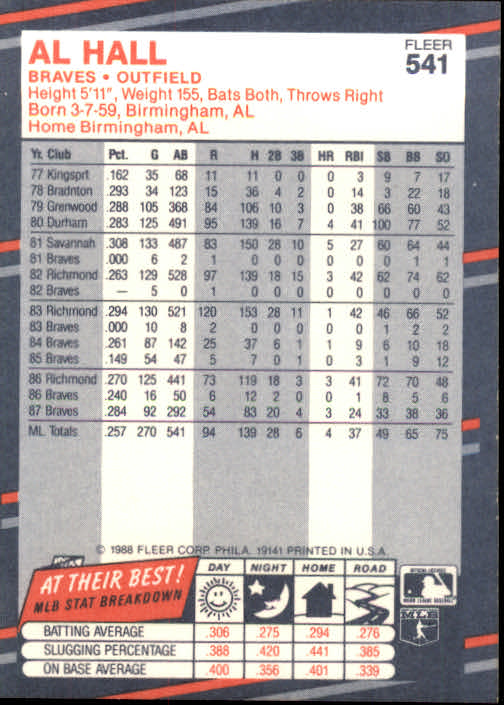 AL HALL
FLEER
541
BRAVES • OUTFIELD
Height 5'11", Weight 155, Bats Both, Throws Right
Born 3-7-59, Birmingham, AL
Home Birmingham, AL
Yr. Club Pct. G AB R H 2B 3B HR RBI SB BB SO
77 Kingsprt .162 35 68 11 11 0 0 0 3 9 7 17
78 Bradnton .293 34 123 15 36 4 2 0 14 3 22 18
79 Grenwood .288 105 368 84 106 10 3 0 38 66 60 43
80 Durham .283 125 491 95 139 16 7 4 41 100 77 52
81 Savannah .308 133 487 83 150 28 10 5 27 60 64 44
81 Braves .000 6 2 1 0 0 0 0 0 0 1 1
82 Richmond .263 129 528 97 139 18 15 3 42 62 74 62
82 Braves — 5 0 1 0 0 0 0 0 0 0 0
83 Richmond .294 130 521 120 153 28 11 1 42 46 66 52
83 Braves .000 10 8 2 0 0 0 0 0 1 2 2
84 Braves .261 87 142 25 37 6 1 1 9 6 10 18
85 Braves .149 54 47 5 7 0 1 0 3 1 9 12
86 Richmond .270 125 441 73 119 18 3 3 41 72 70 48
86 Braves .240 16 50 6 12 2 0 0 1 8 5 6
87 Braves .284 92 292 54 83 20 4 3 24 33 38 36
ML Totals .257 270 541 94 139 28 6 4 37 49 65 75
© 1988 FLEER CORP. PHILA. 19141 PRINTED IN U.S.A.
AT THEIR BEST!
MLB STAT BREAKDOWN
DAY NIGHT HOME ROAD
BATTING AVERAGE .306 .275 .294 .276
SLUGGING PERCENTAGE .388 .420 .441 .385
ON BASE AVERAGE .400 .356 .401 .339
MLB